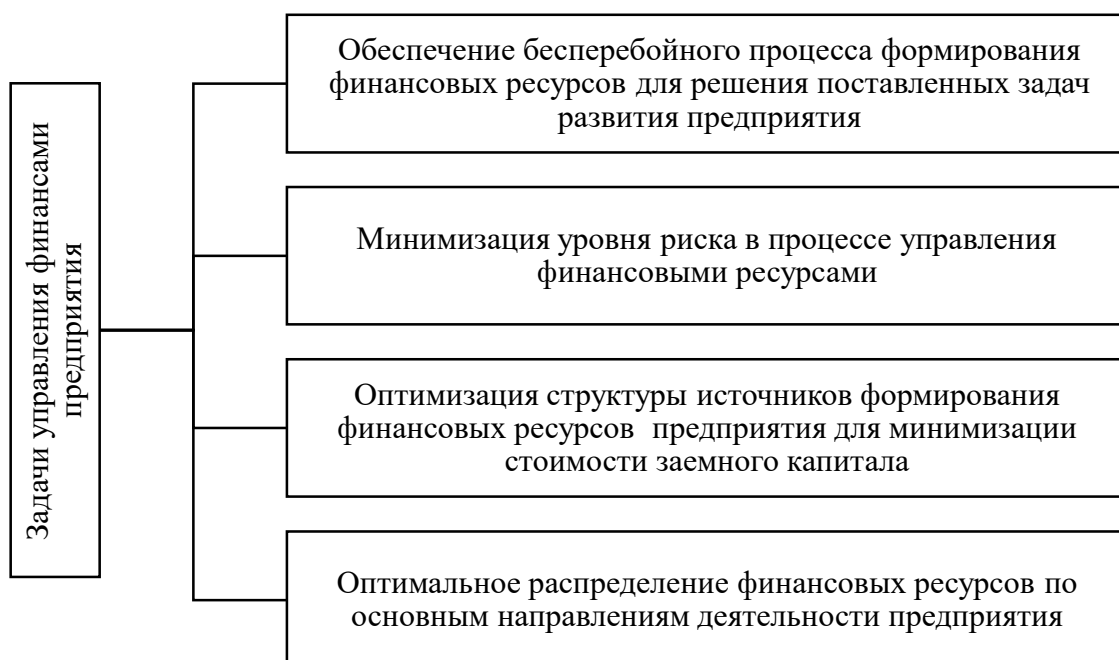 Задачи управления финансами
предприятия
Обеспечение бесперебойного процесса формирования
финансовых ресурсов для решения поставленных задач
развития предприятия
Минимизация уровня риска в процессе управления
финансовыми ресурсами
Оптимизация структуры источников формирования
финансовых ресурсов  предприятия для минимизации
стоимости заемного капитала
Оптимальное распределение финансовых ресурсов по
основным направлениям деятельности предприятия